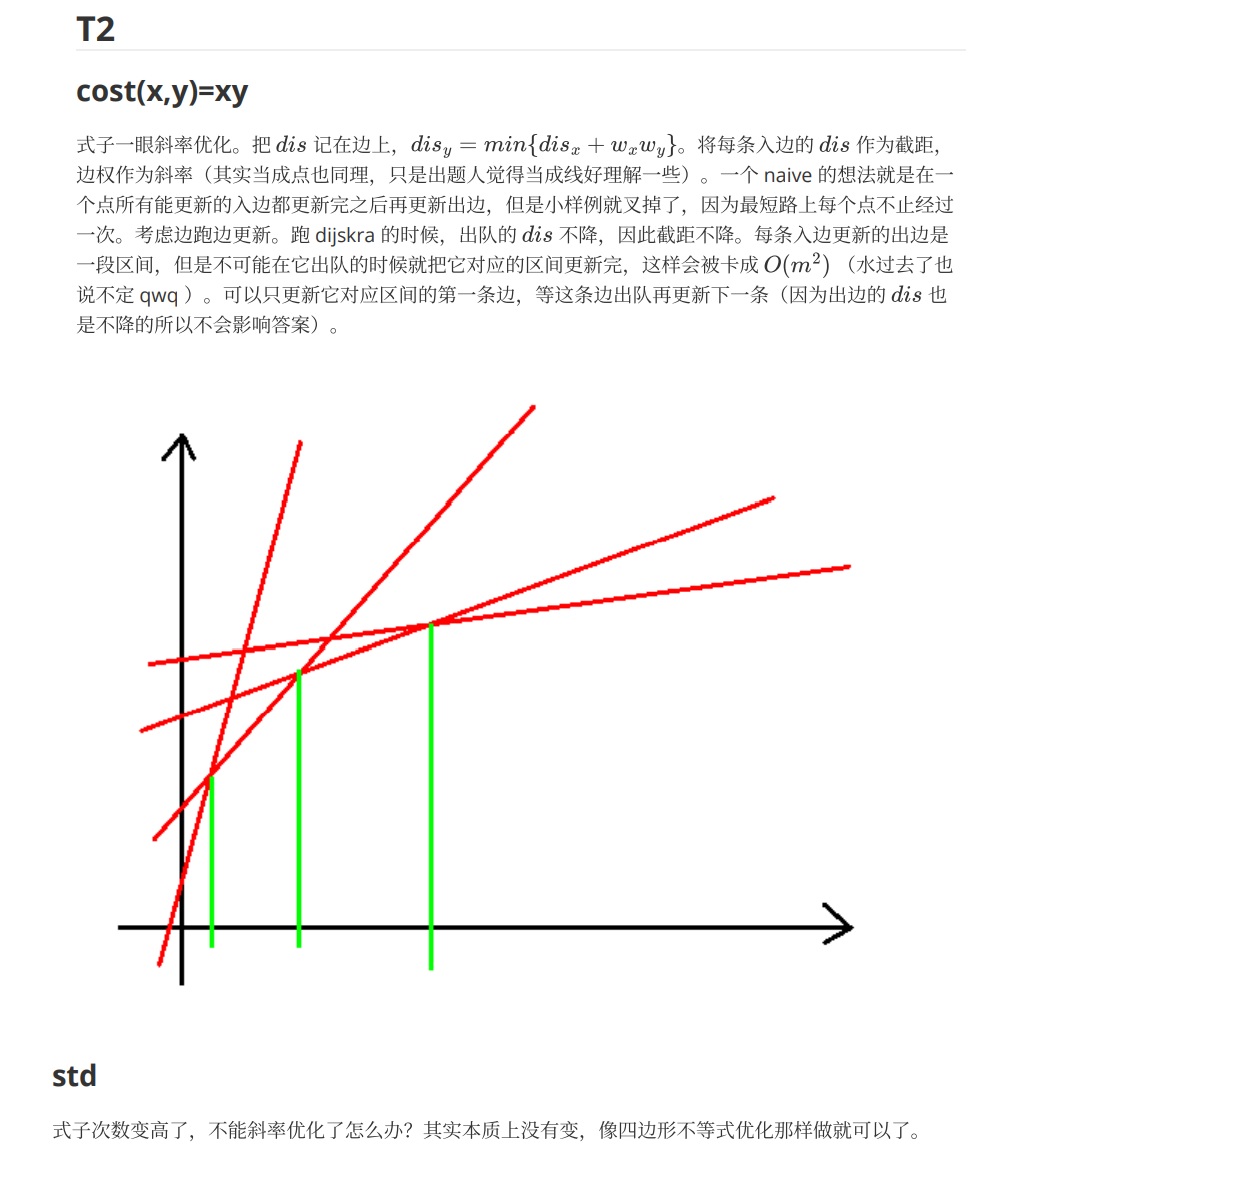 T2
cost(x,y)=xy
式子一眼斜率优化。把 dis 记在边上，dis_y = min{dis_x + w_x w_y}。将每条入边的 dis 作为截距，
边权作为斜率（其实当成点也同理，只是出题人觉得当成线好理解一些）。一个 naive 的想法就是在一
个点所有能更新的入边都更新完之后再更新出边，但是小样例就叉掉了，因为最短路上每个点不止经过
一次。考虑边跑边更新。跑 dijskra 的时候，出队的 dis 不降，因此截距不降。每条入边更新的出边是
一段区间，但是不可能在它出队的时候就把它对应的区间更新完，这样会被卡成 O(m^2) （水过去了也
说不定 qwq ）。可以只更新它对应区间的第一条边，等这条边出队再更新下一条（因为出边的 dis 也
是不降的所以不会影响答案）。
std
式子次数变高了，不能斜率优化了怎么办？其实本质上没有变，像四边形不等式优化那样做就可以了。